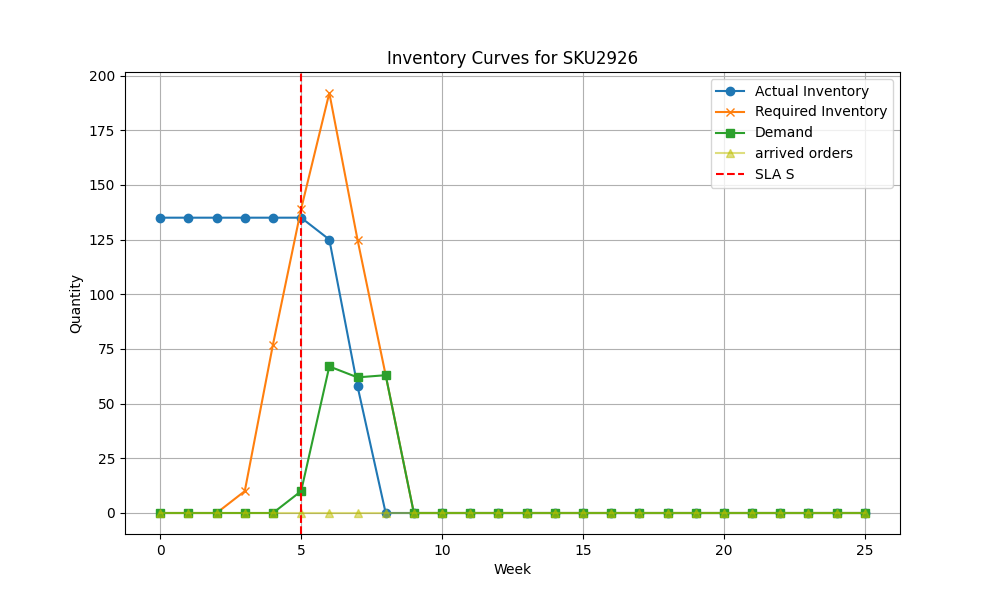 Inventory Curves for SKU2926
200
175
150
125
100
75
50
25
0
Quantity
Actual Inventory
Required Inventory
Demand
arrived orders
SLA S
0 5 10 15 20 25
Week